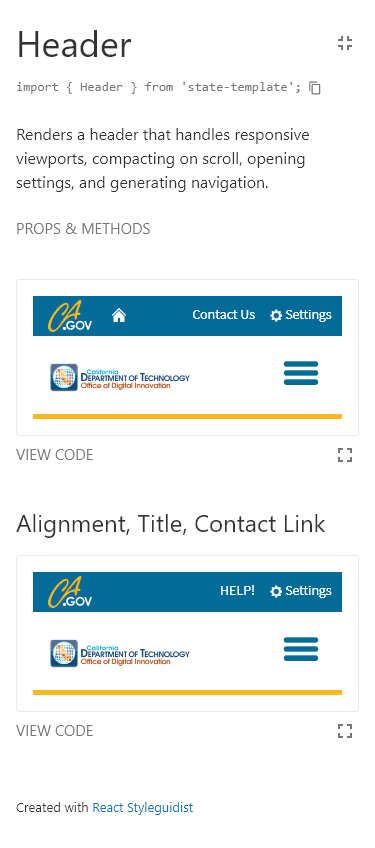 Header
import { Header } from 'state-template';
Renders a header that handles responsive
viewports, compacting on scroll, opening
settings, and generating navigation.
PROPS & METHODS
CA.GOV Contact Us Settings
California
DEPARTMENT OF TECHNOLOGY
Office of Digital Innovation
VIEW CODE
Alignment, Title, Contact Link
CA.GOV HELP! Settings
California
DEPARTMENT OF TECHNOLOGY
Office of Digital Innovation
VIEW CODE
Created with React Styleguidist